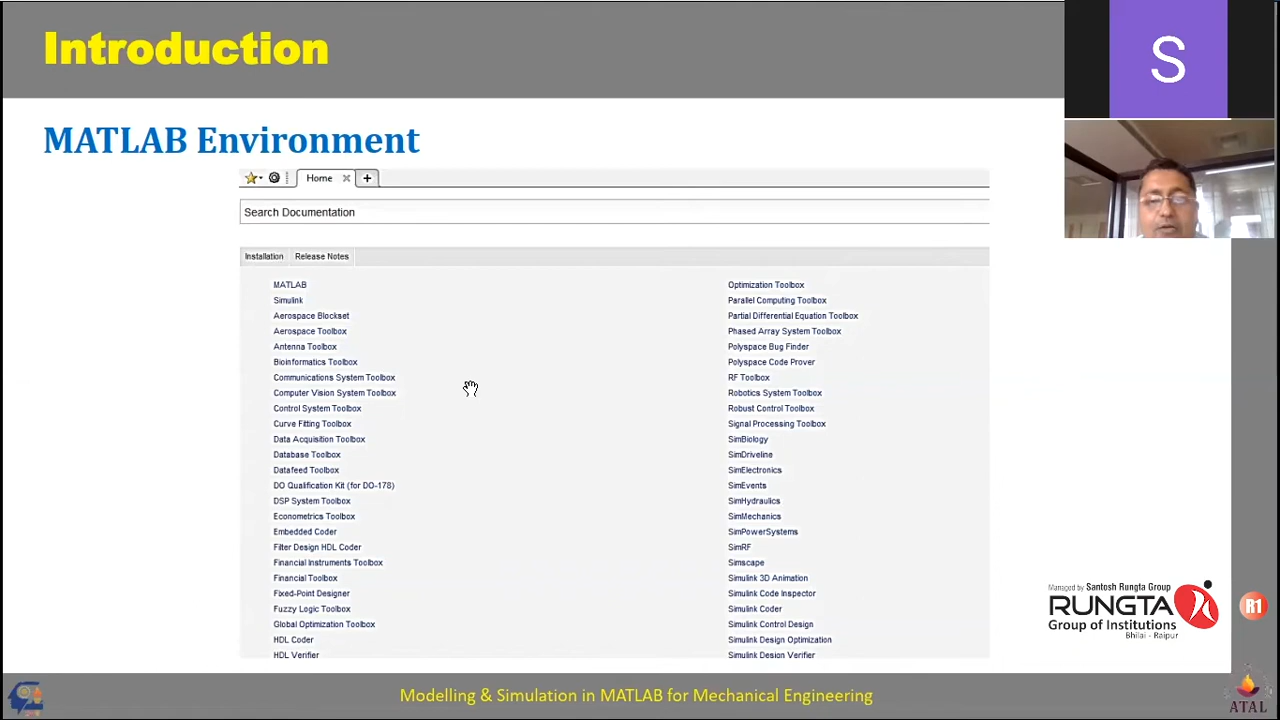 Introduction
S
MATLAB Environment
Home
Search Documentation
Installation Release Notes
MATLAB
Simulink
Aerospace Blockset
Aerospace Toolbox
Antenna Toolbox
Bioinformatics Toolbox
Communications System Toolbox
Computer Vision System Toolbox
Control System Toolbox
Curve Fitting Toolbox
Data Acquisition Toolbox
Database Toolbox
Datafeed Toolbox
DO Qualification Kit (for DO-178)
DSP System Toolbox
Econometrics Toolbox
Embedded Coder
Filter Design HDL Coder
Financial Instruments Toolbox
Financial Toolbox
Fixed-Point Designer
Fuzzy Logic Toolbox
Global Optimization Toolbox
HDL Coder
HDL Verifier
Optimization Toolbox
Parallel Computing Toolbox
Partial Differential Equation Toolbox
Phased Array System Toolbox
Polyspace Bug Finder
Polyspace Code Prover
RF Toolbox
Robotics System Toolbox
Robust Control Toolbox
Signal Processing Toolbox
SimBiology
SimDriveline
SimElectronics
SimEvents
SimHydraulics
SimMechanics
SimPowerSystems
SimRF
Simscape
Simulink 3D Animation
Simulink Code Inspector
Simulink Coder
Simulink Control Design
Simulink Design Optimization
Simulink Design Verifier
Managed by Santosh Rungta Group
RUNGTA
Group of Institutions
Bhilai - Raipur
R1
Modelling & Simulation in MATLAB for Mechanical Engineering
ATAL